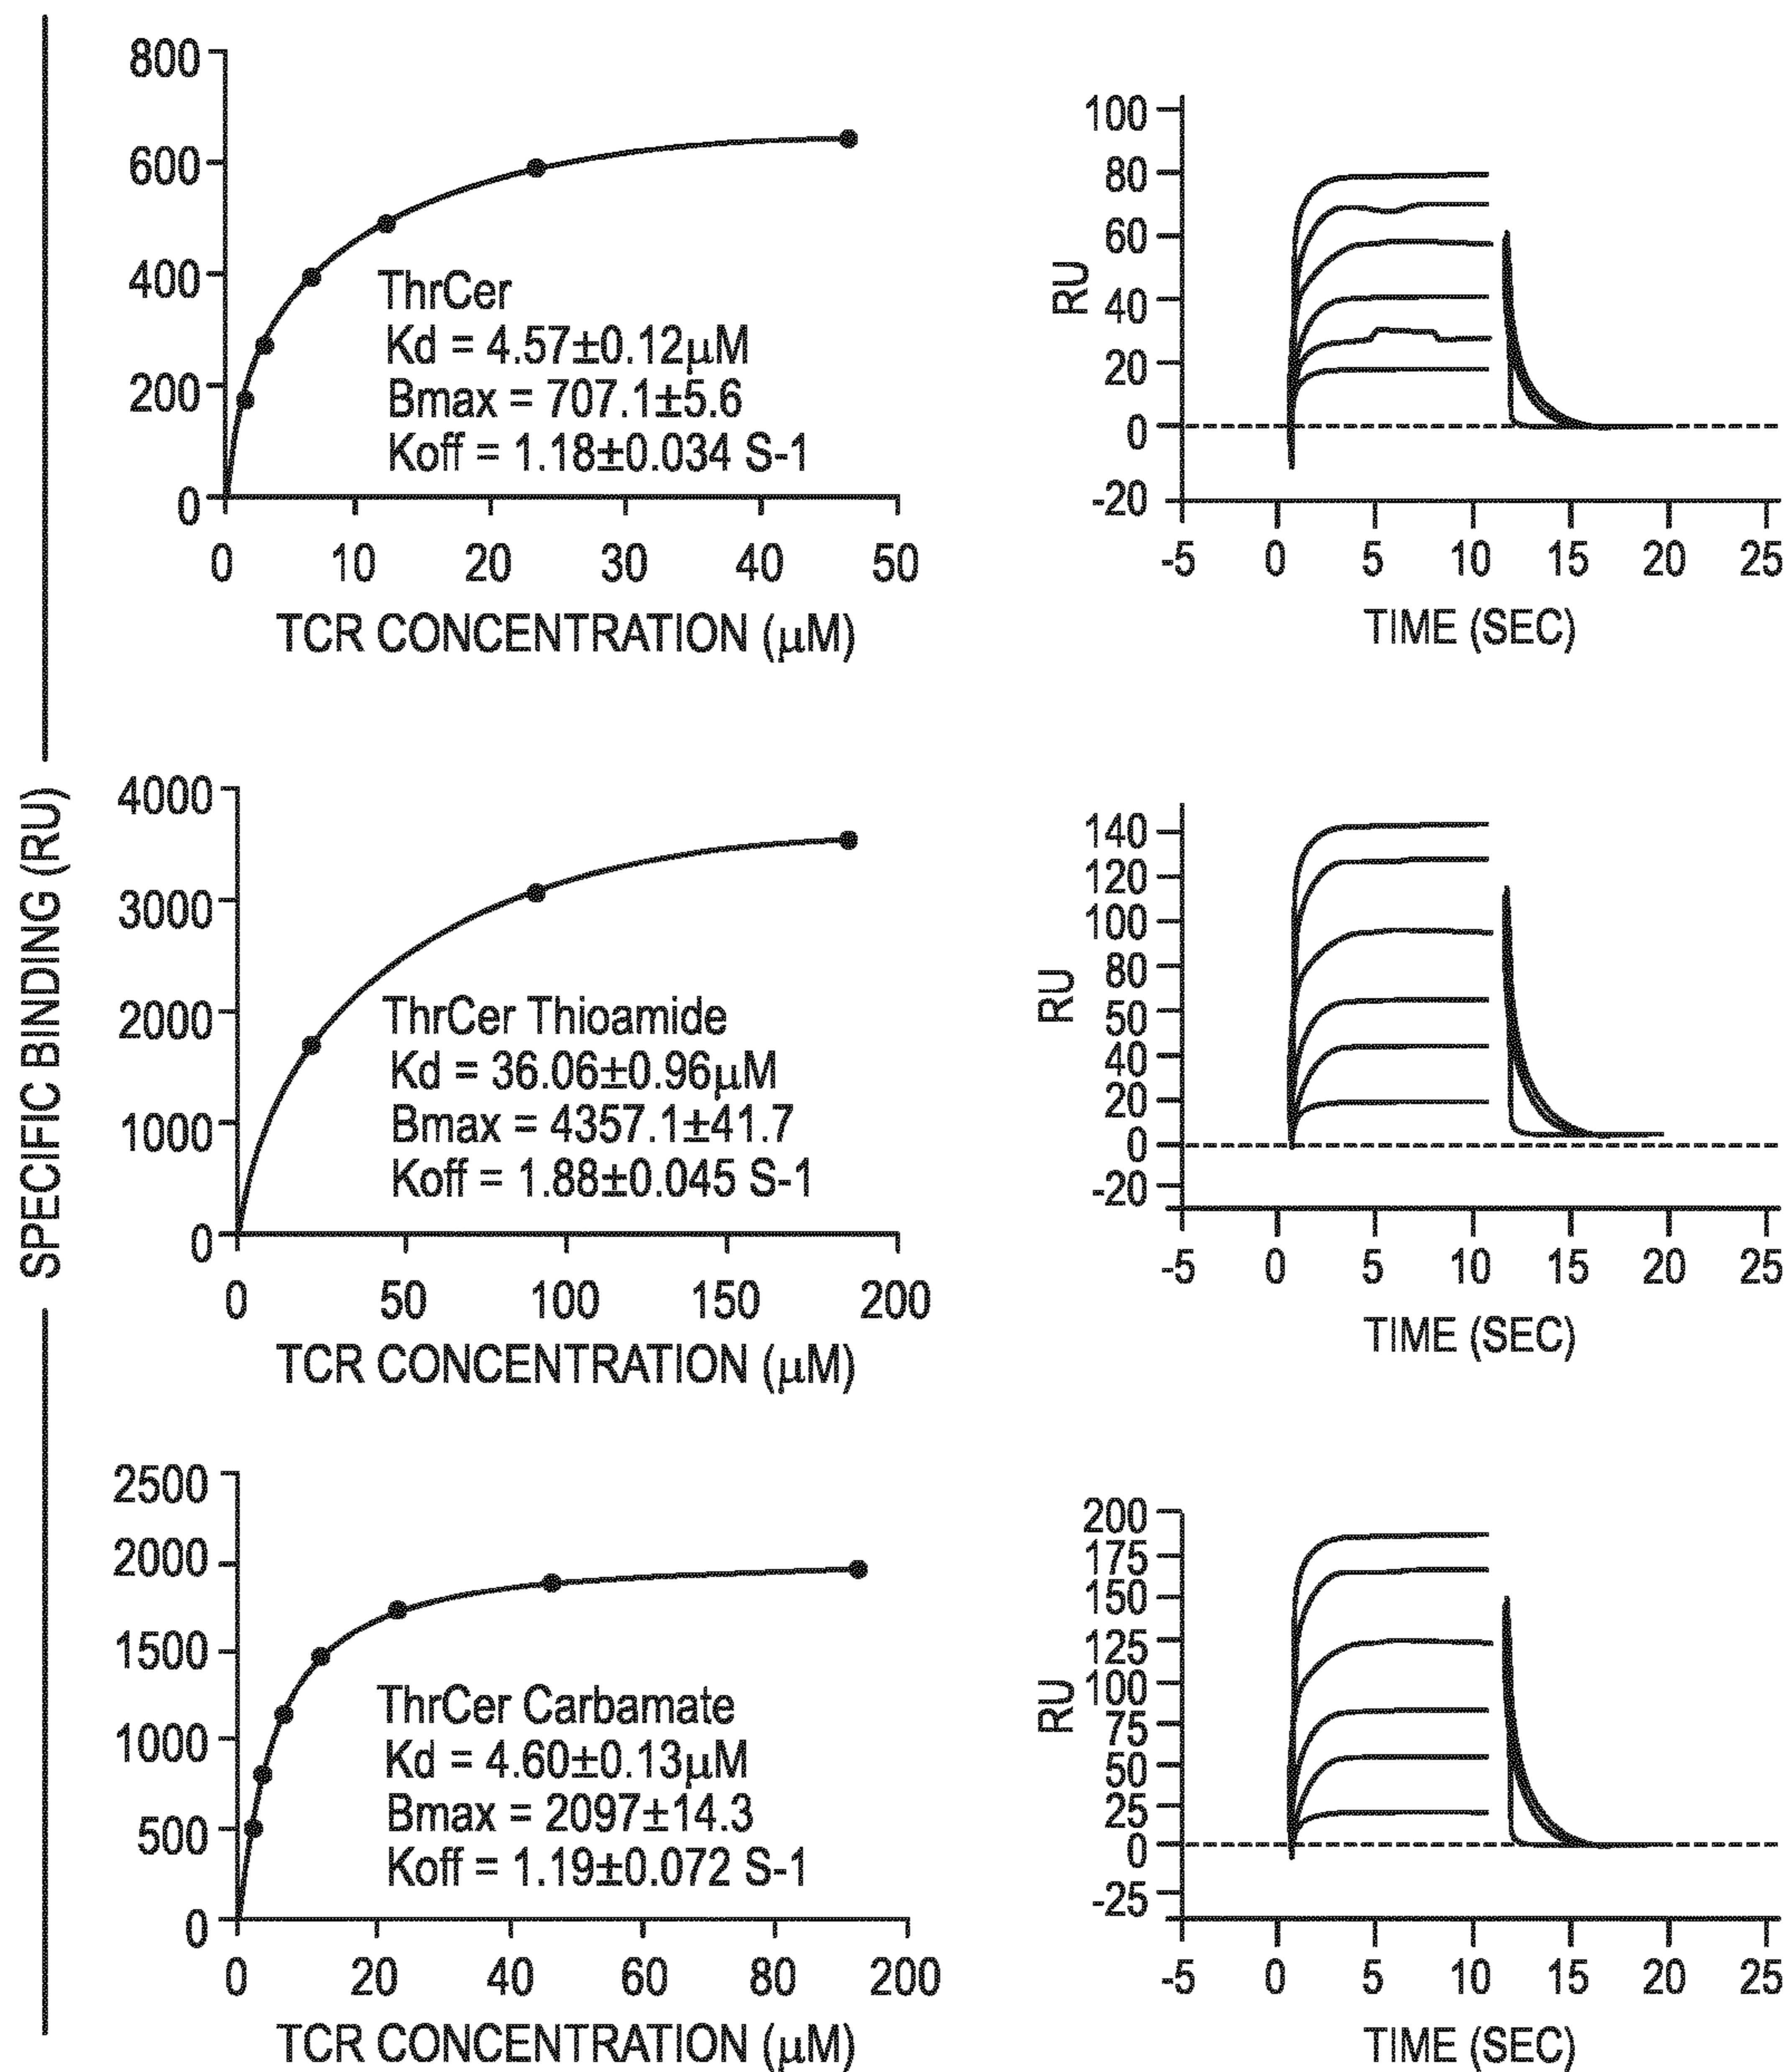 SPECIFIC BINDING (RU)
800
600
400
200
0
ThrCer
Kd = 4.57±0.12μM
Bmax = 707.1±5.6
Koff = 1.18±0.034 S-1
0 10 20 30 40 50
TCR CONCENTRATION (μM)
RU
100
80
60
40
20
0
-20
-5 0 5 10 15 20 25
TIME (SEC)
4000
3000
2000
1000
0
ThrCer Thioamide
Kd = 36.06±0.96μM
Bmax = 4357.1±41.7
Koff = 1.88±0.045 S-1
0 50 100 150 200
TCR CONCENTRATION (μM)
RU
140
120
100
80
50
40
20
0
-20
-5 0 5 10 15 20 25
TIME (SEC)
2500
2000
1500
1000
500
0
ThrCer Carbamate
Kd = 4.60±0.13μM
Bmax = 2097±14.3
Koff = 1.19±0.072 S-1
0 20 40 60 80 200
TCR CONCENTRATION (μM)
RU
200
175
150
125
100
75
50
25
0
-25
-5 0 5 10 15 20 25
TIME (SEC)